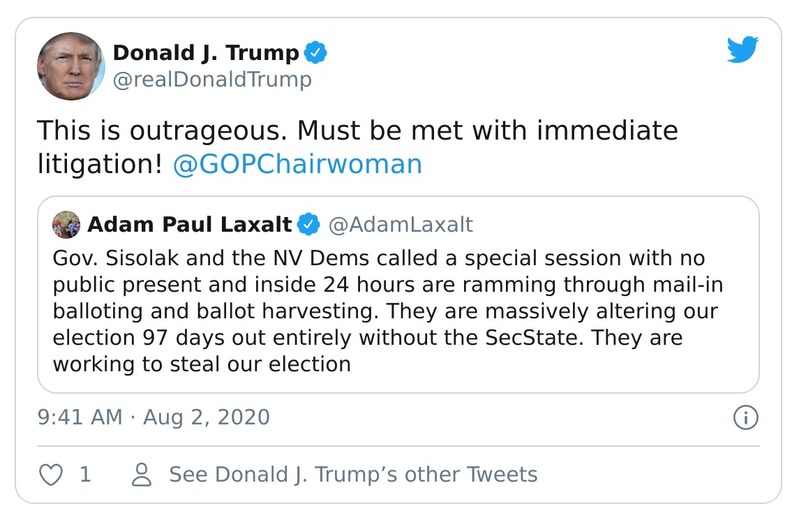 Donald J. Trump
@realDonaldTrump
This is outrageous. Must be met with immediate
litigation! @GOPChairwoman
Adam Paul Laxalt @AdamLaxalt
Gov. Sisolak and the NV Dems called a special session with no
public present and inside 24 hours are ramming through mail-in
balloting and ballot harvesting. They are massively altering our
election 97 days out entirely without the SecState. They are
working to steal our election
9:41 AM · Aug 2, 2020
1 See Donald J. Trump’s other Tweets